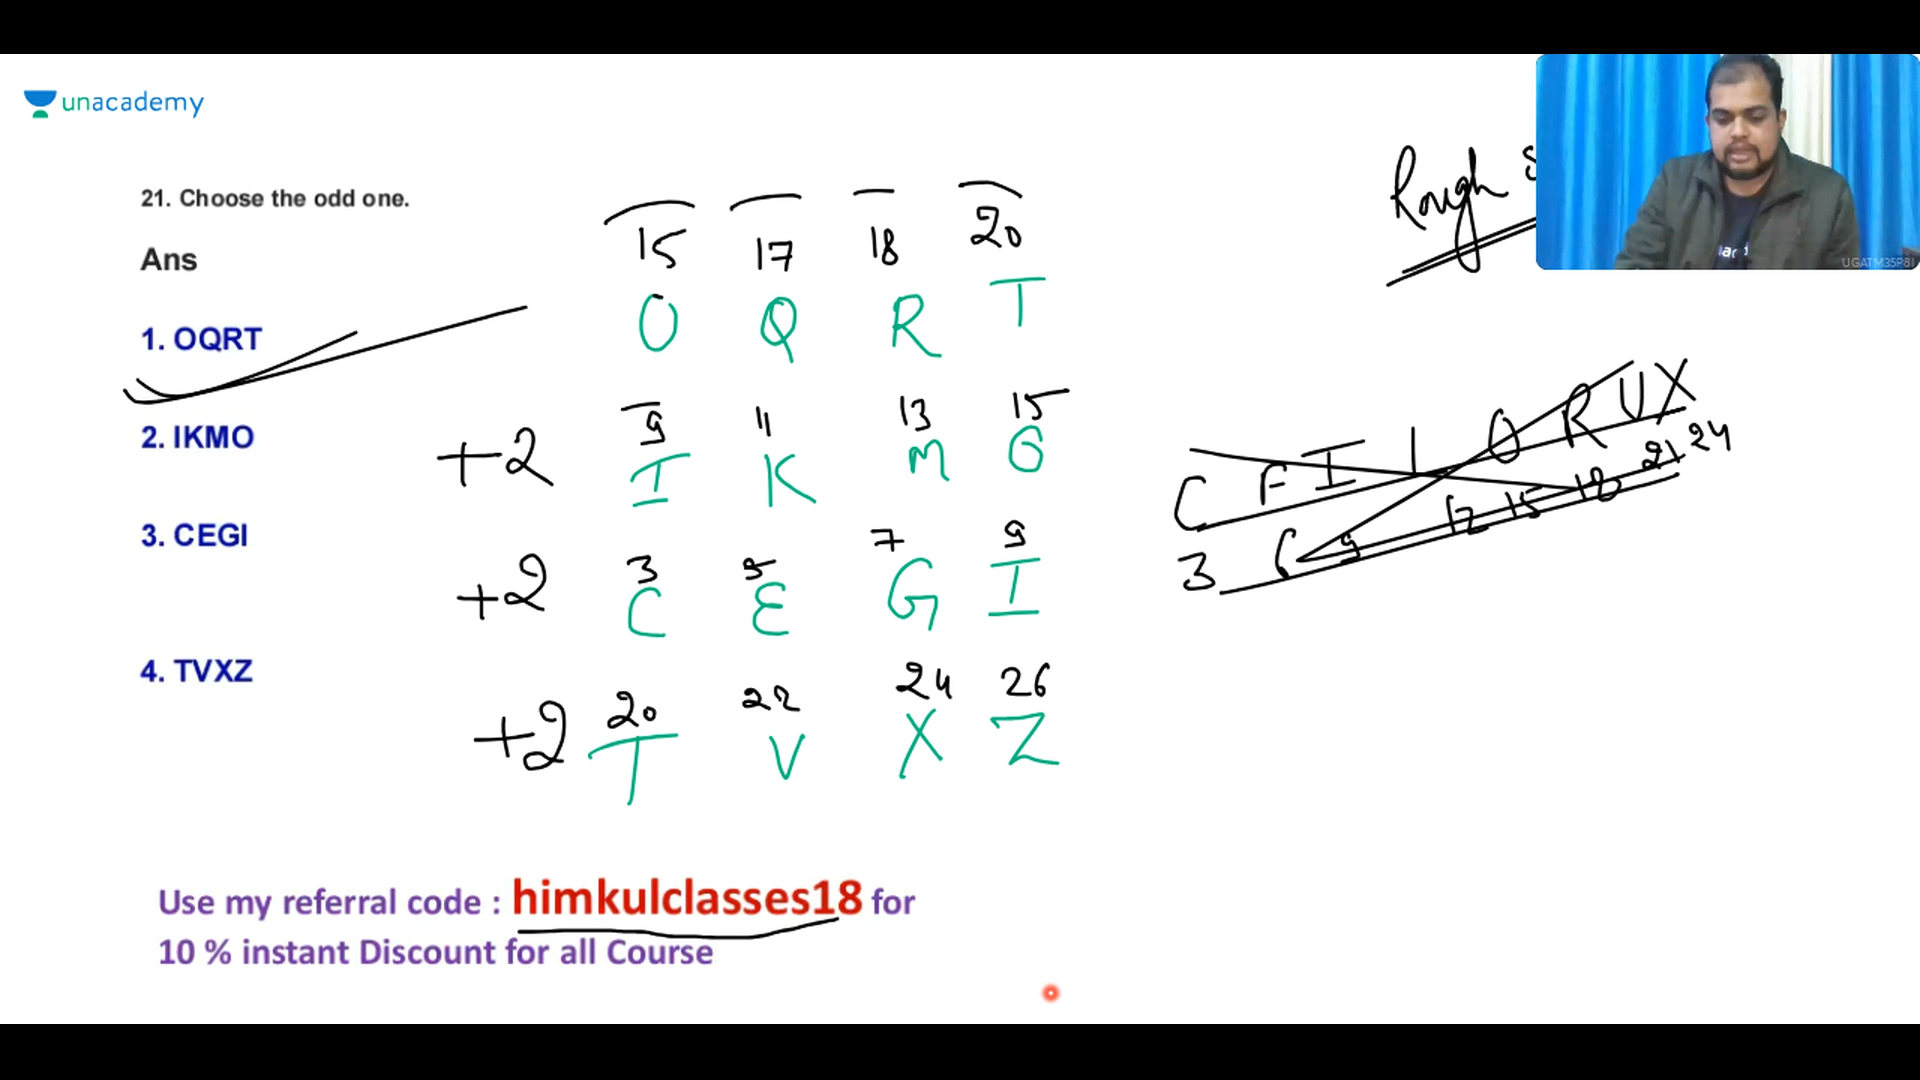 unacademy
Rough
21. Choose the odd one.
15 17 18 20
Ans
O Q R T
1. OQRT
9 11 13 15
2. IKMO
+2 I K M O
C F I L O R U X
3 6 9 12 15 18 21 24
3. CEGI
3 5 7 9
+2 C E G I
4. TVXZ
20 22 24 26
+2 T V X Z
Use my referral code : himkulclasses18 for
10 % instant Discount for all Course
UGATM35P8I